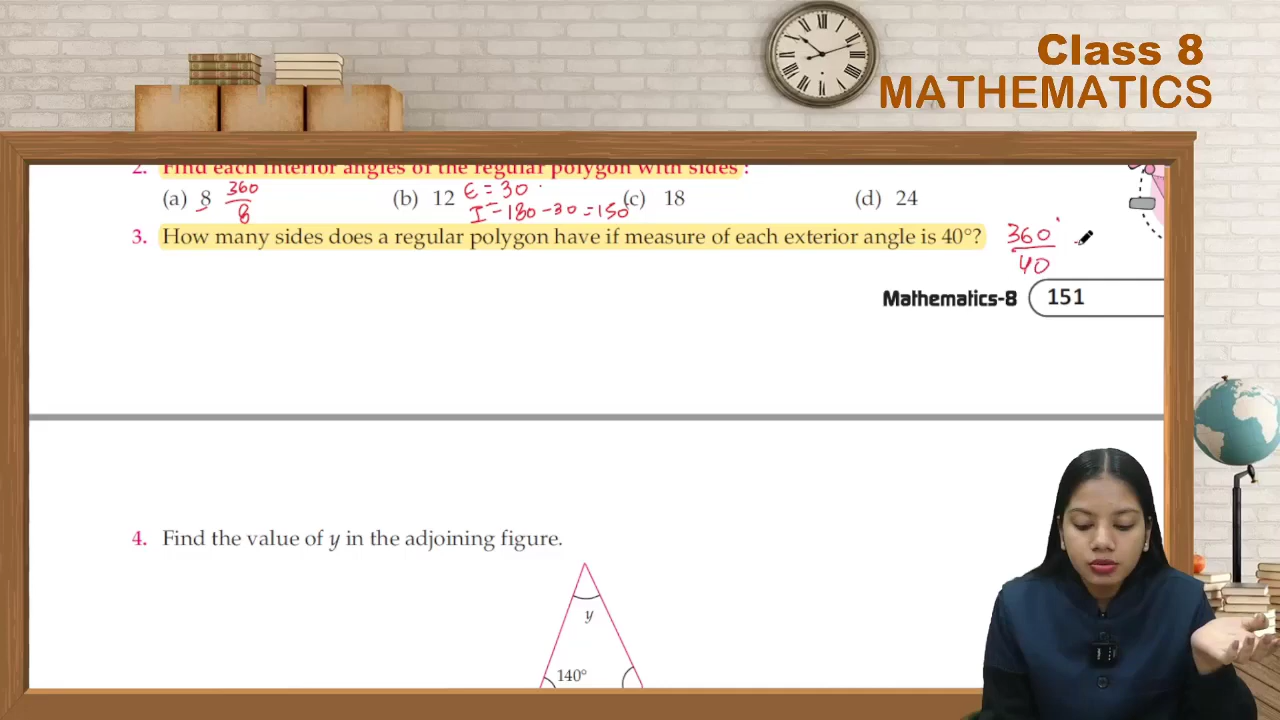 Class 8
MATHEMATICS
2. Find each interior angles of the regular polygon with sides :
(a) 8 360/8 (b) 12 E = 30° (c) 18 (d) 24
I = 180 - 30 = 150
3. How many sides does a regular polygon have if measure of each exterior angle is 40°? 360°/40
Mathematics-8 151
4. Find the value of y in the adjoining figure.
y
140°